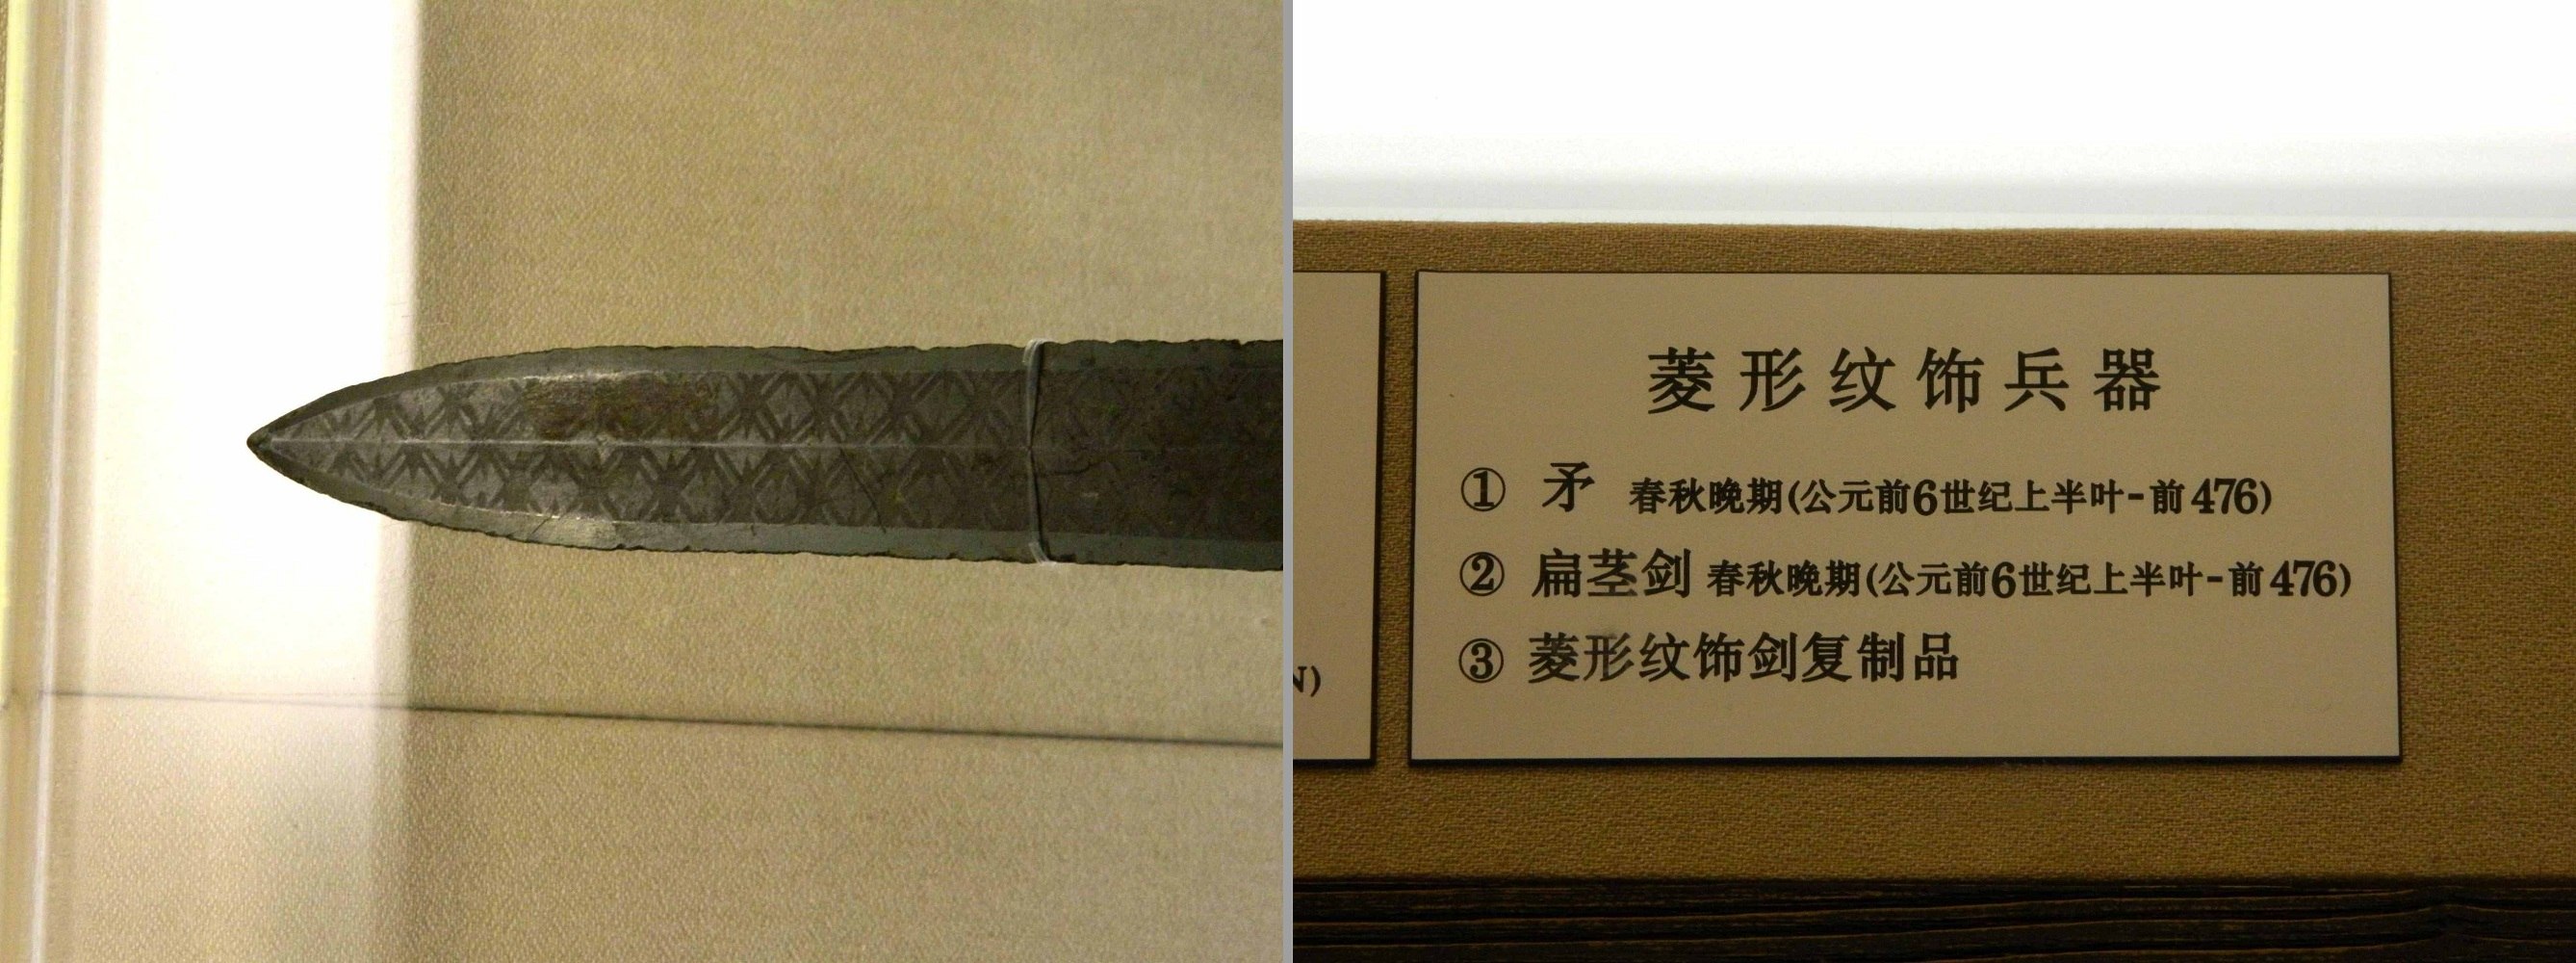 菱形纹饰兵器
① 矛 春秋晚期(公元前6世纪上半叶-前476)
② 扁茎剑 春秋晚期(公元前6世纪上半叶-前476)
③ 菱形纹饰剑复制品
N)